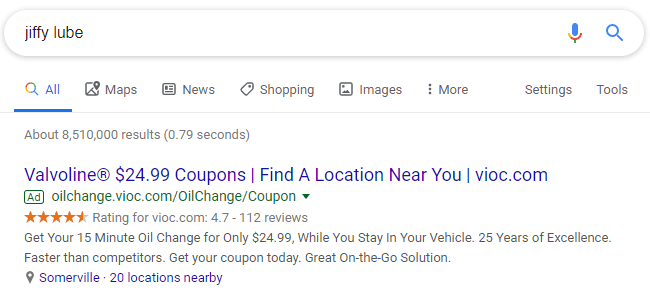 jiffy lube
All Maps News Shopping Images More Settings Tools
About 8,510,000 results (0.79 seconds)
Valvoline® $24.99 Coupons | Find A Location Near You | vioc.com
Ad oilchange.vioc.com/OilChange/Coupon
Rating for vioc.com: 4.7 - 112 reviews
Get Your 15 Minute Oil Change for Only $24.99, While You Stay In Your Vehicle. 25 Years of Excellence.
Faster than competitors. Get your coupon today. Great On-the-Go Solution.
Somerville · 20 locations nearby